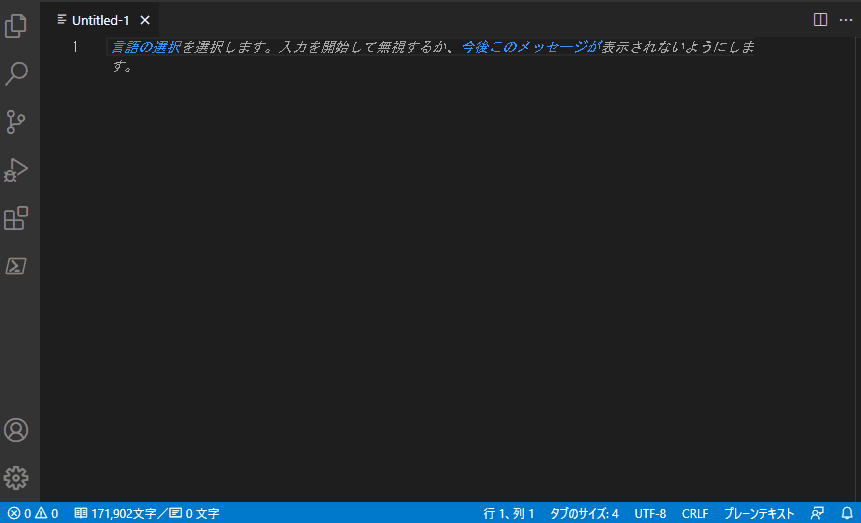 Untitled-1
1
言語の選択を選択します。入力を開始して無視するか、今後このメッセージが表示されないようにしま
す。
0 0 171,902文字／ 0 文字 行 1、列 1 タブのサイズ: 4 UTF-8 CRLF プレーンテキスト